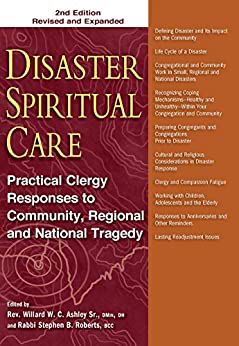 2nd Edition
Revised and Expanded
DISASTER
SPIRITUAL
CARE
Practical Clergy
Responses to
Community, Regional
and National Tragedy
Edited by
Rev. Willard W. C. Ashley Sr., DMin, DH
and Rabbi Stephen B. Roberts, BCC
Defining Disaster and Its Impact
on the Community
Life Cycle of a Disaster
Congregational and Community
Work in Small, Regional and
National Disasters
Recognizing Coping
Mechanisms—Healthy and
Unhealthy—Within Your
Congregation and Community
Preparing Congregants and
Congregations
Prior to Disaster
Cultural and Religious
Considerations in Disaster
Response
Clergy and Compassion Fatigue
Working with Children,
Adolescents and the Elderly
Responses to Anniversaries and
Other Reminders
Lasting Readjustment Issues